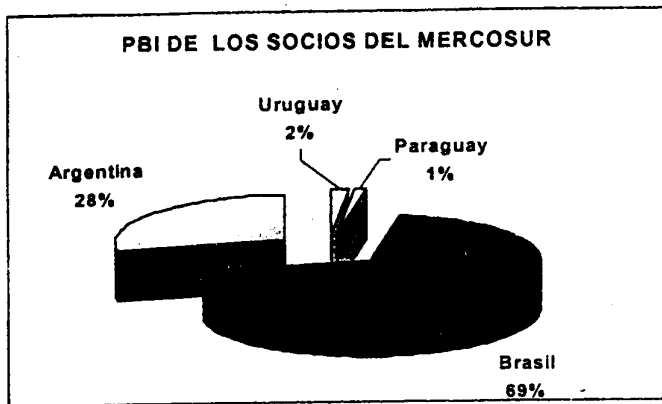 PBI DE LOS SOCIOS DEL MERCOSUR
Uruguay
2%
Paraguay
1%
Argentina
28%
Brasil
69%